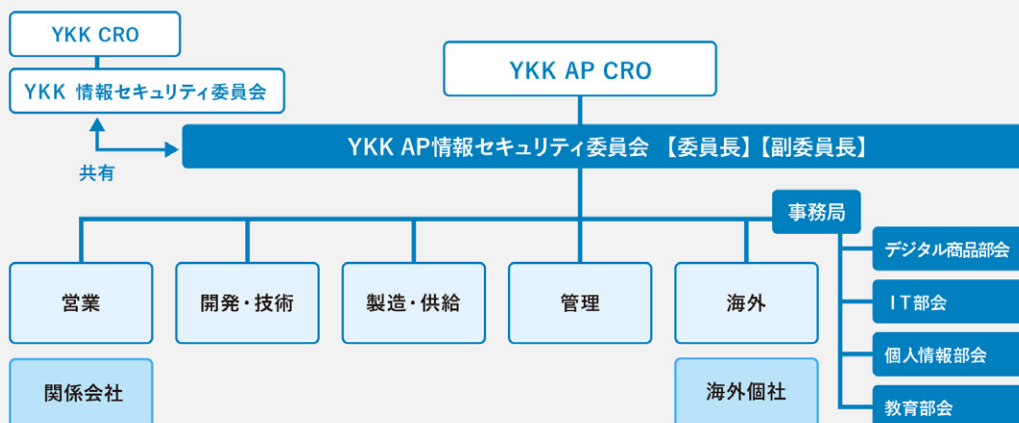 YKK CRO
YKK 情報セキュリティ委員会
共有
YKK AP CRO
YKK AP情報セキュリティ委員会 【委員長】【副委員長】
事務局
デジタル商品部会
IT部会
個人情報部会
教育部会
営業
開発・技術
製造・供給
管理
海外
関係会社
海外個社